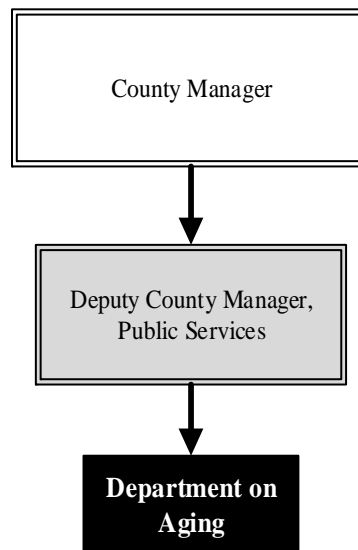 County Manager
Deputy County Manager,
Public Services
Department on
Aging